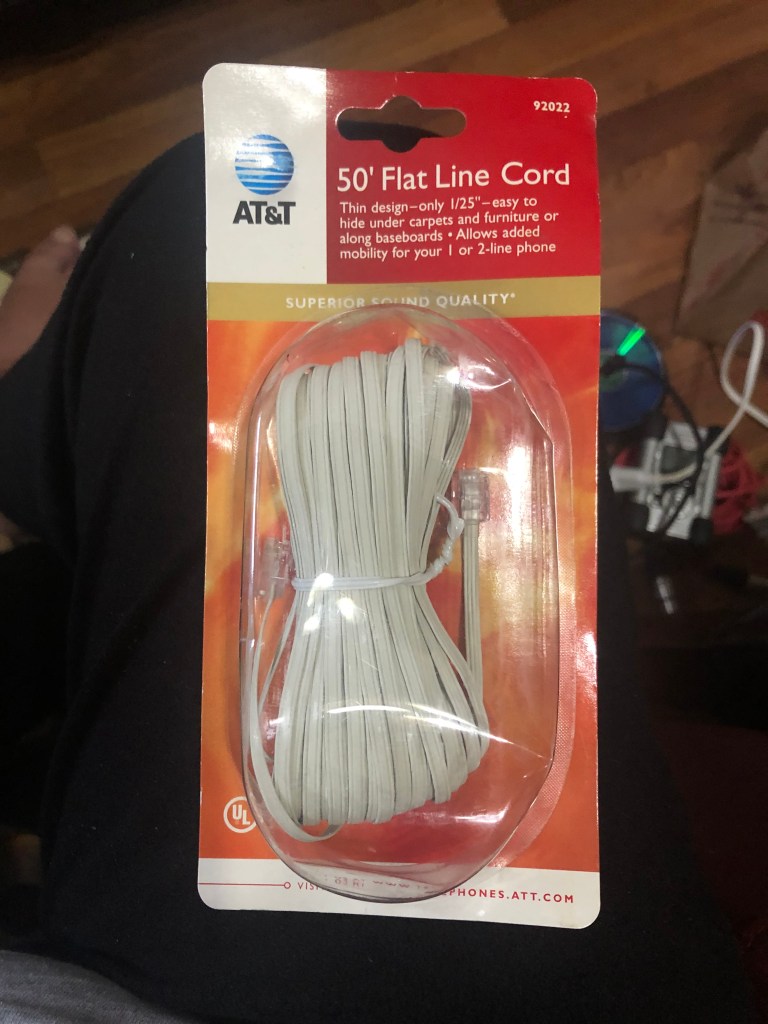 92022
AT&T
50' Flat Line Cord
Thin design–only 1/25"–easy to
hide under carpets and furniture or
along baseboards • Allows added
mobility for your 1 or 2-line phone
SUPERIOR SOUND QUALITY*
UL
PHONES.ATT.COM